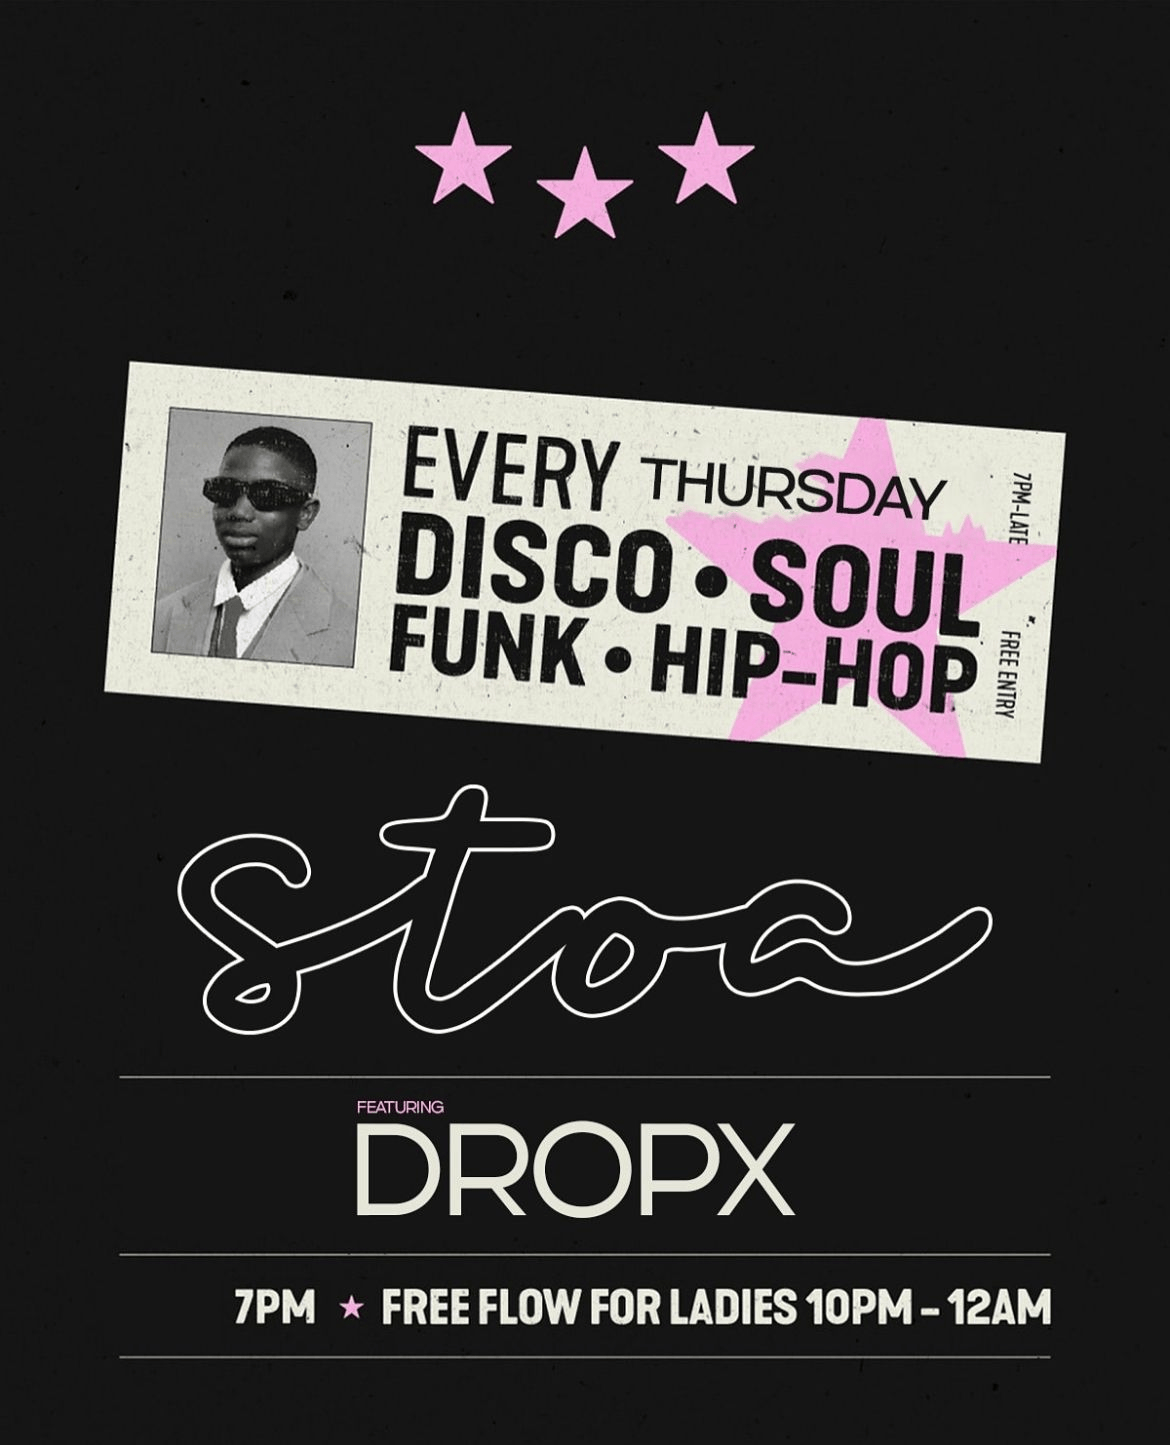 EVERY THURSDAY
DISCO • SOUL
FUNK • HIP-HOP
7PM-LATE
FREE ENTRY
stoa
FEATURING
DROPX
7PM ★ FREE FLOW FOR LADIES 10PM - 12AM